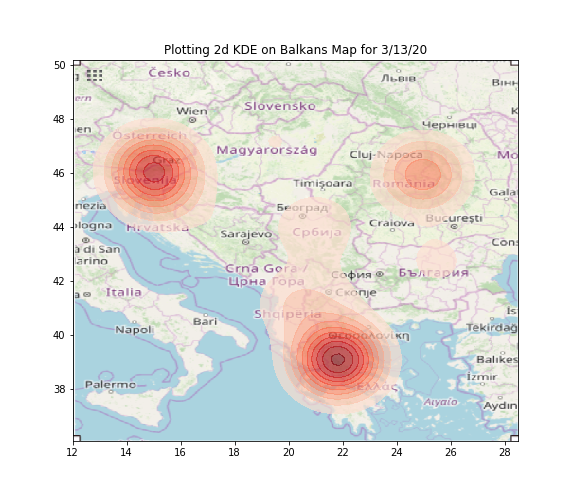 Plotting 2d KDE on Balkans Map for 3/13/20
50
Česko
Львів
Wien
Slovensko
48
Чернівці
Österreich
Magyarország
Graz
Cluj-Napoca
46
Slovenija
România
Timișoara
Galaț
Београд
București
44
Hrvatska
Craiova
Sarajevo
Србија
Crna Gora /
Црна Гора
София
България
42
Italia
Скопје
Shqipëria
Bari
Napoli
40
Tekirdağ
Balıkes
İzmir
Palermo
38
Ελλάς
Αιγαίο
Aydın
12
14
16
18
20
22
24
26
28